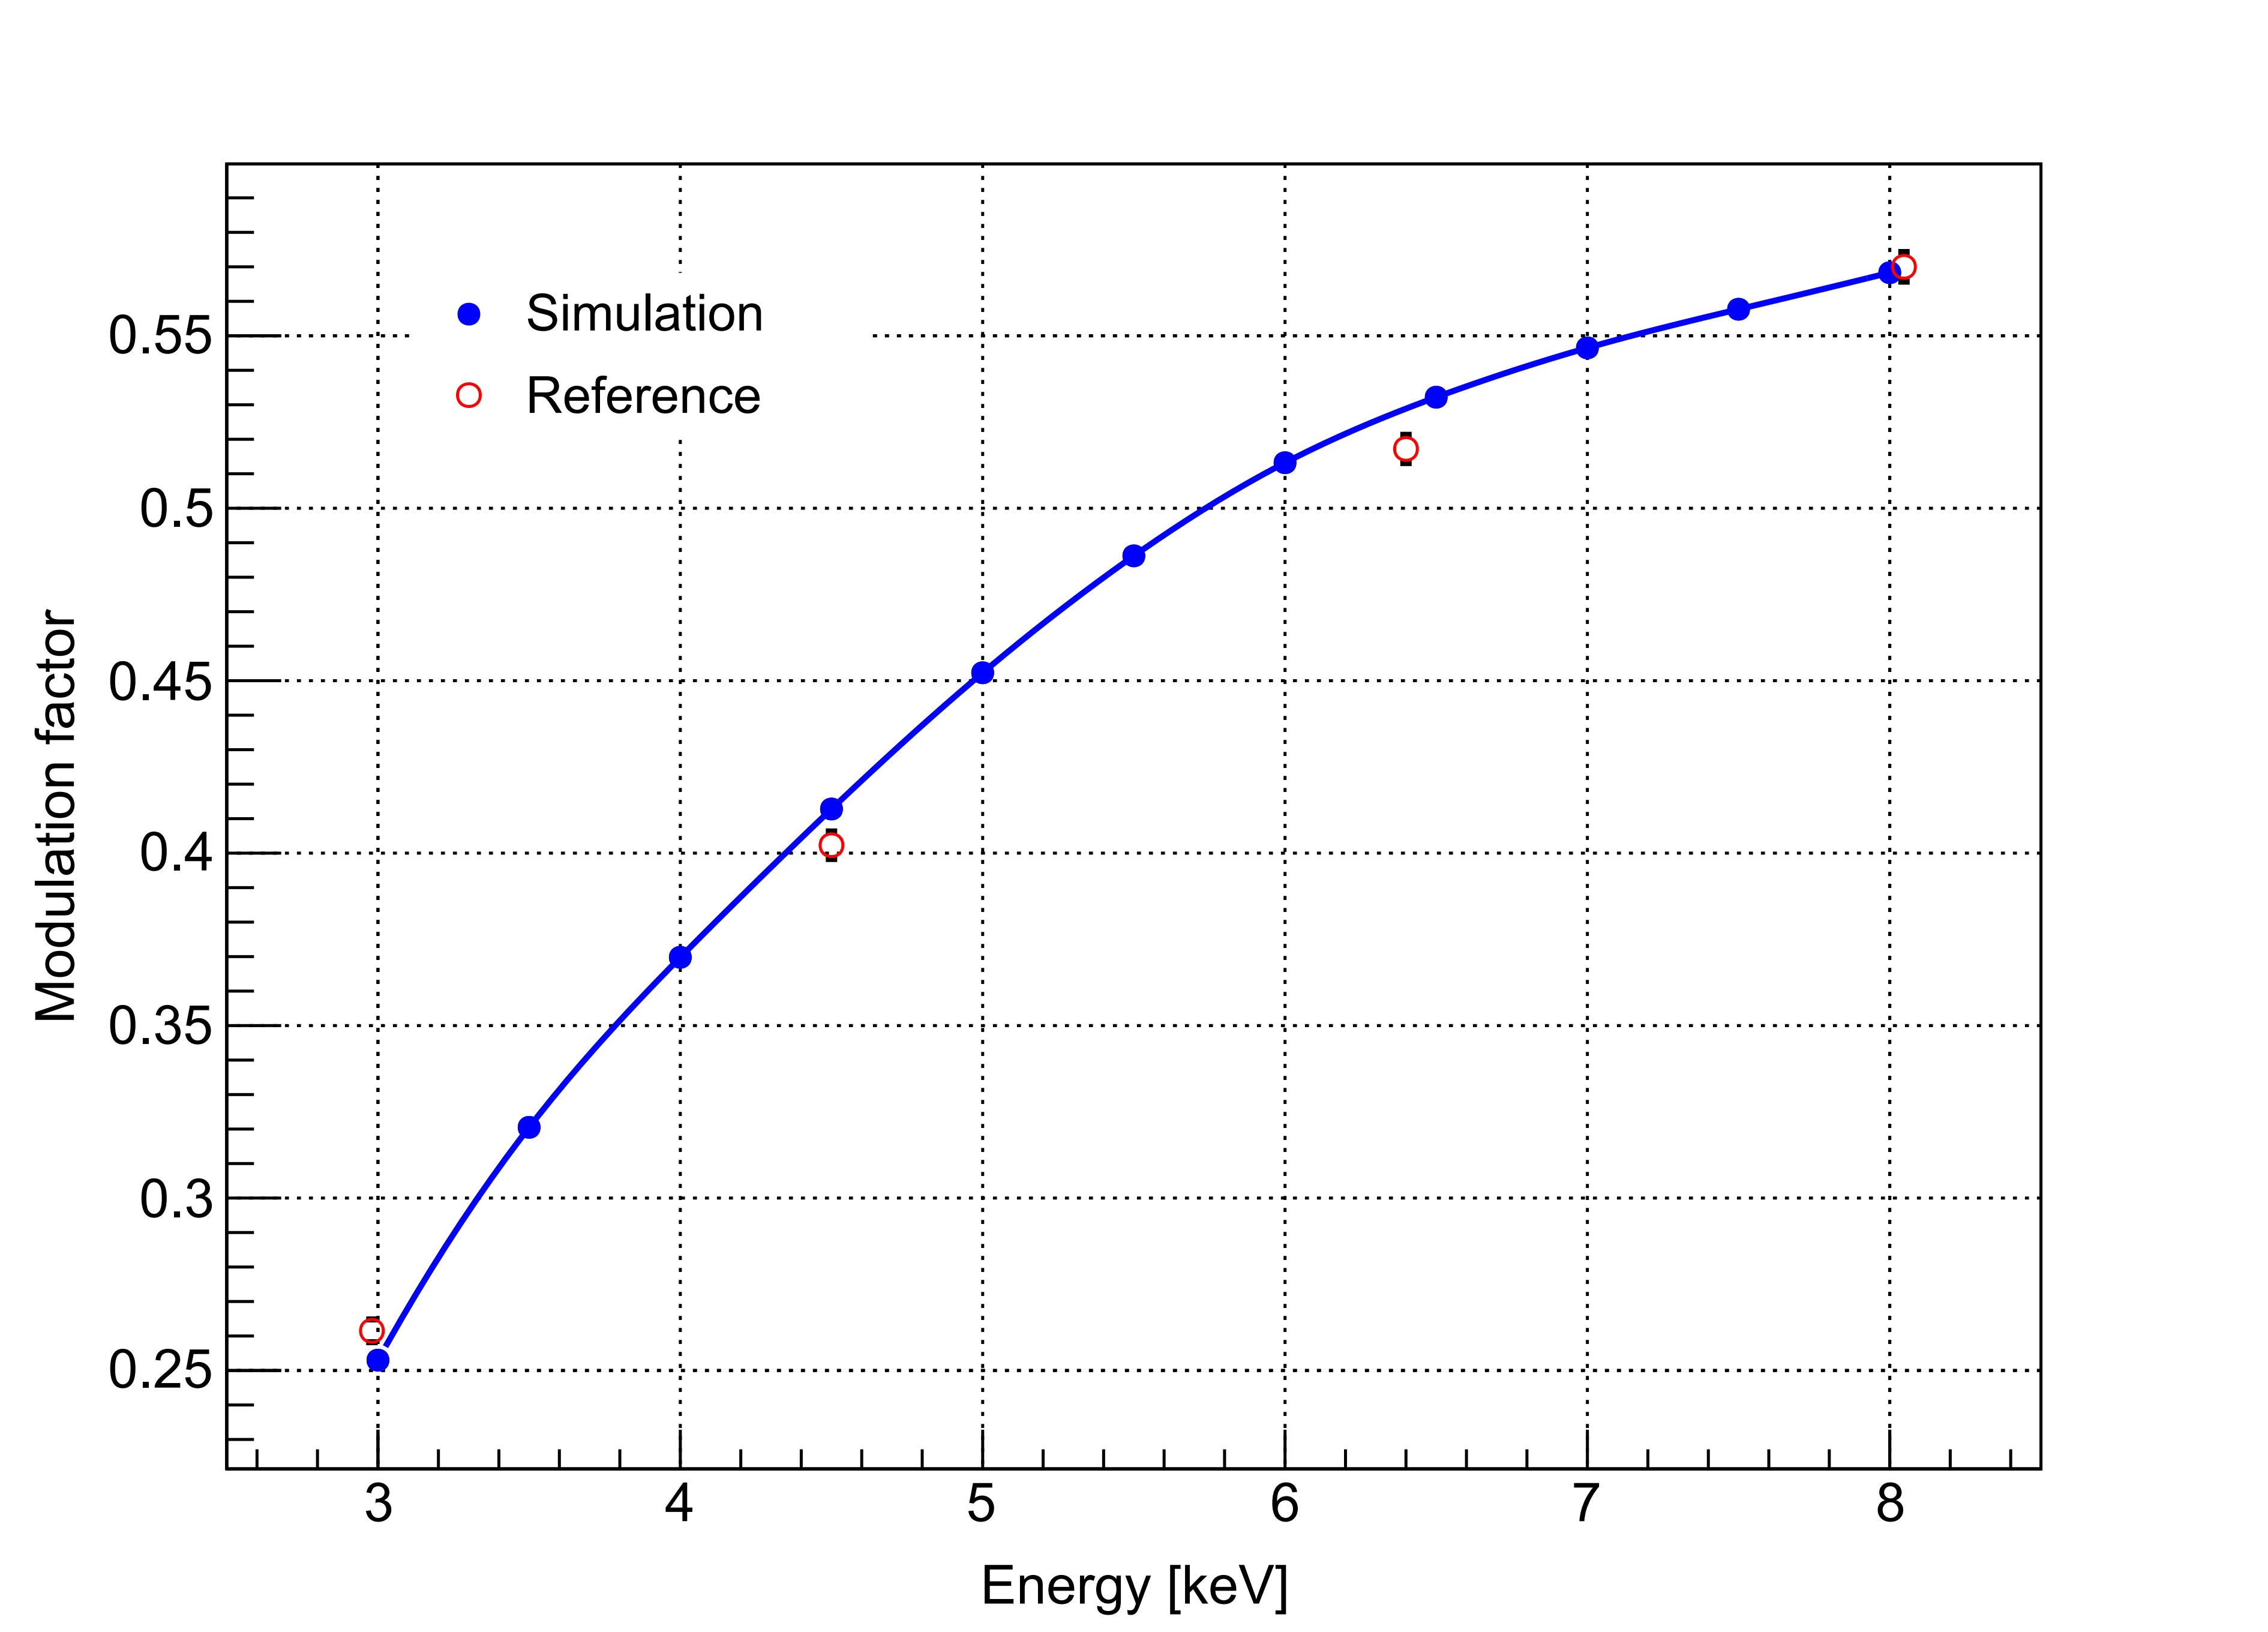 Simulation
Reference
0.55
0.5
0.45
0.4
0.35
0.3
0.25
Modulation factor
3 4 5 6 7 8
Energy [keV]